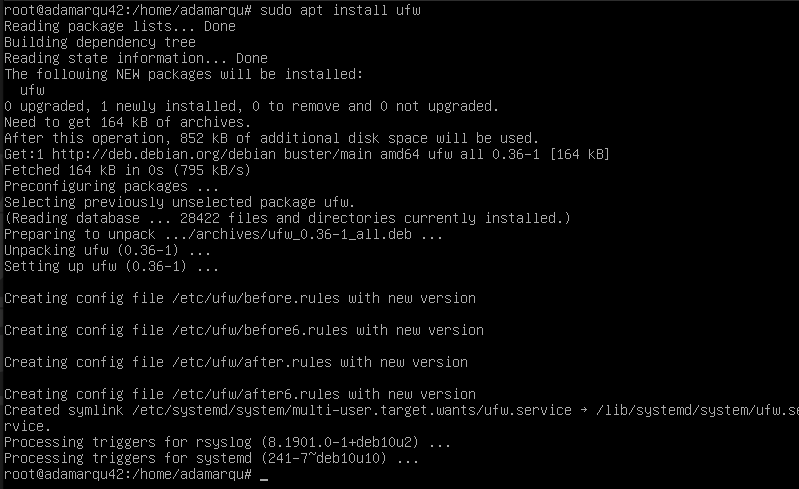 root@adamarqu42:/home/adamarqu# sudo apt install ufw
Reading package lists... Done
Building dependency tree
Reading state information... Done
The following NEW packages will be installed:
  ufw
0 upgraded, 1 newly installed, 0 to remove and 0 not upgraded.
Need to get 164 kB of archives.
After this operation, 852 kB of additional disk space will be used.
Get:1 http://deb.debian.org/debian buster/main amd64 ufw all 0.36-1 [164 kB]
Fetched 164 kB in 0s (795 kB/s)
Preconfiguring packages ...
Selecting previously unselected package ufw.
(Reading database ... 28422 files and directories currently installed.)
Preparing to unpack .../archives/ufw_0.36-1_all.deb ...
Unpacking ufw (0.36-1) ...
Setting up ufw (0.36-1) ...

Creating config file /etc/ufw/before.rules with new version

Creating config file /etc/ufw/before6.rules with new version

Creating config file /etc/ufw/after.rules with new version

Creating config file /etc/ufw/after6.rules with new version
Created symlink /etc/systemd/system/multi-user.target.wants/ufw.service → /lib/systemd/system/ufw.se
rvice.
Processing triggers for rsyslog (8.1901.0-1+deb10u2) ...
Processing triggers for systemd (241-7~deb10u10) ...
root@adamarqu42:/home/adamarqu# _